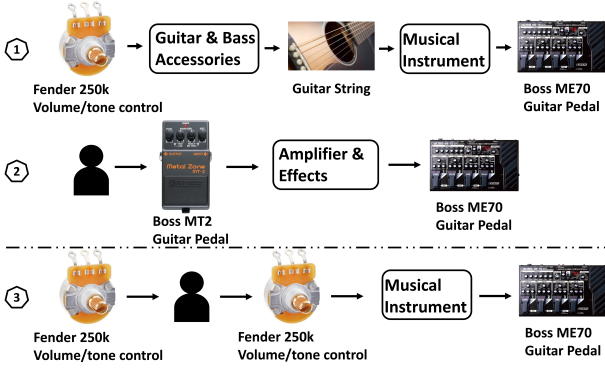 1
Guitar & Bass
Accessories
Musical
Instrument
Fender 250k
Volume/tone control
Guitar String
Boss ME70
Guitar Pedal
2
Metal Zone
MT-2
Amplifier &
Effects
Boss MT2
Guitar Pedal
Boss ME70
Guitar Pedal
3
Musical
Instrument
Fender 250k
Volume/tone control
Fender 250k
Volume/tone control
Boss ME70
Guitar Pedal